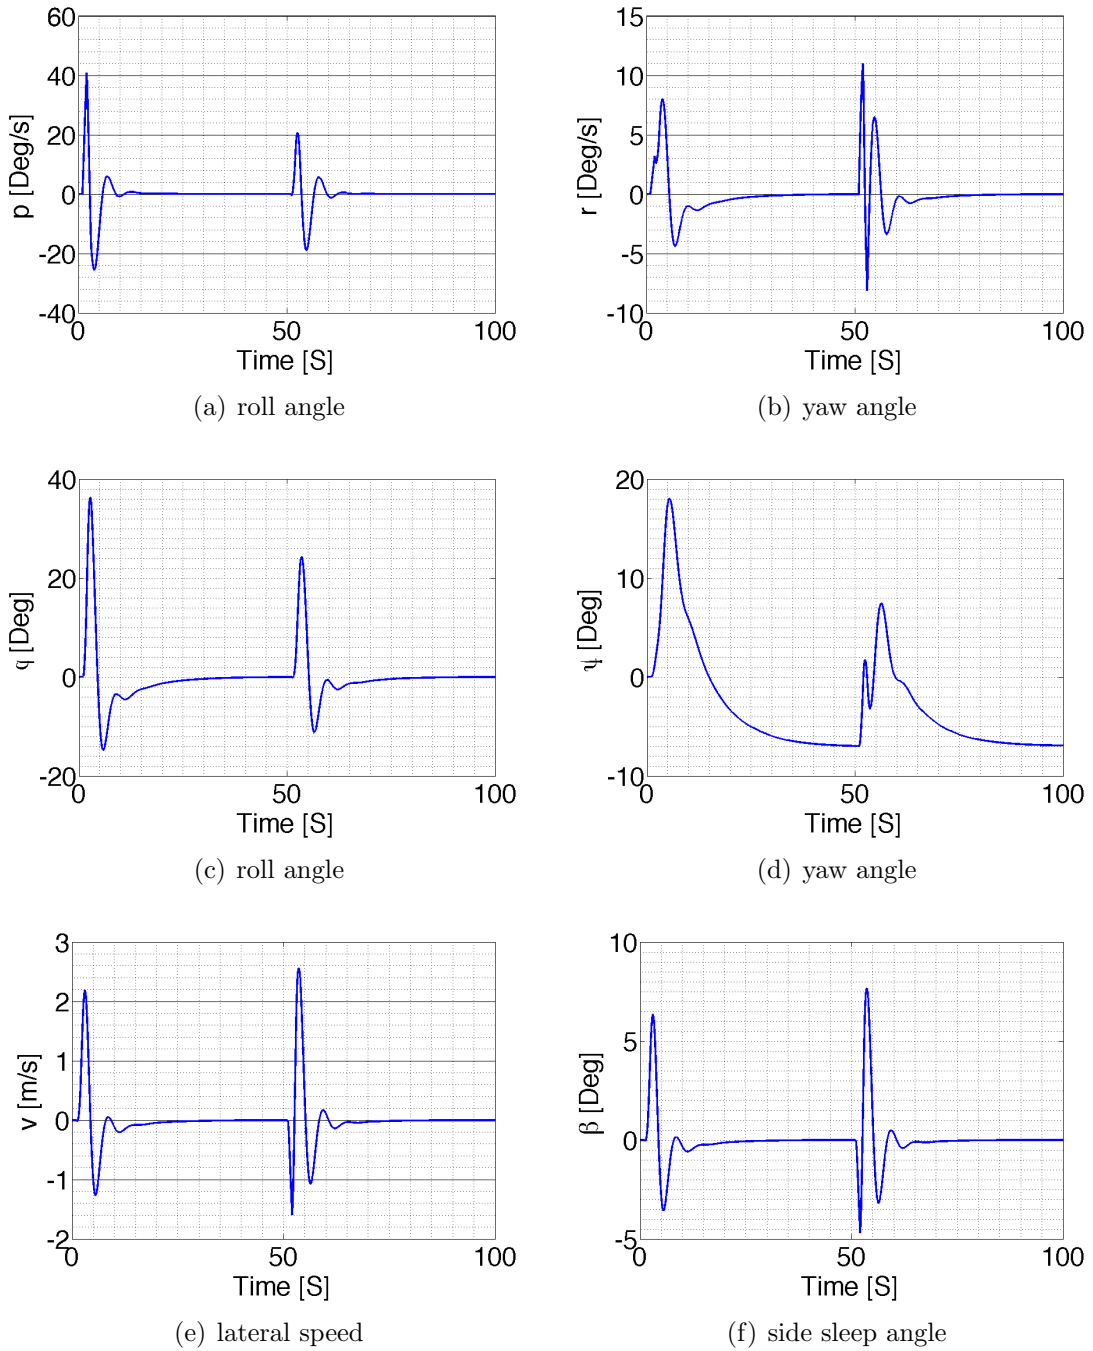 60
40
20
0
-20
-40
p [Deg/s]
0 50 100
Time [S]
(a) roll angle
15
10
5
0
-5
-10
r [Deg/s]
0 50 100
Time [S]
(b) yaw angle
40
20
0
-20
[Deg]
0 50 100
Time [S]
(c) roll angle
20
10
0
-10
ψ [Deg]
0 50 100
Time [S]
(d) yaw angle
3
2
1
0
-1
-2
v [m/s]
0 50 100
Time [S]
(e) lateral speed
10
5
0
-5
β [Deg]
0 50 100
Time [S]
(f) side sleep angle